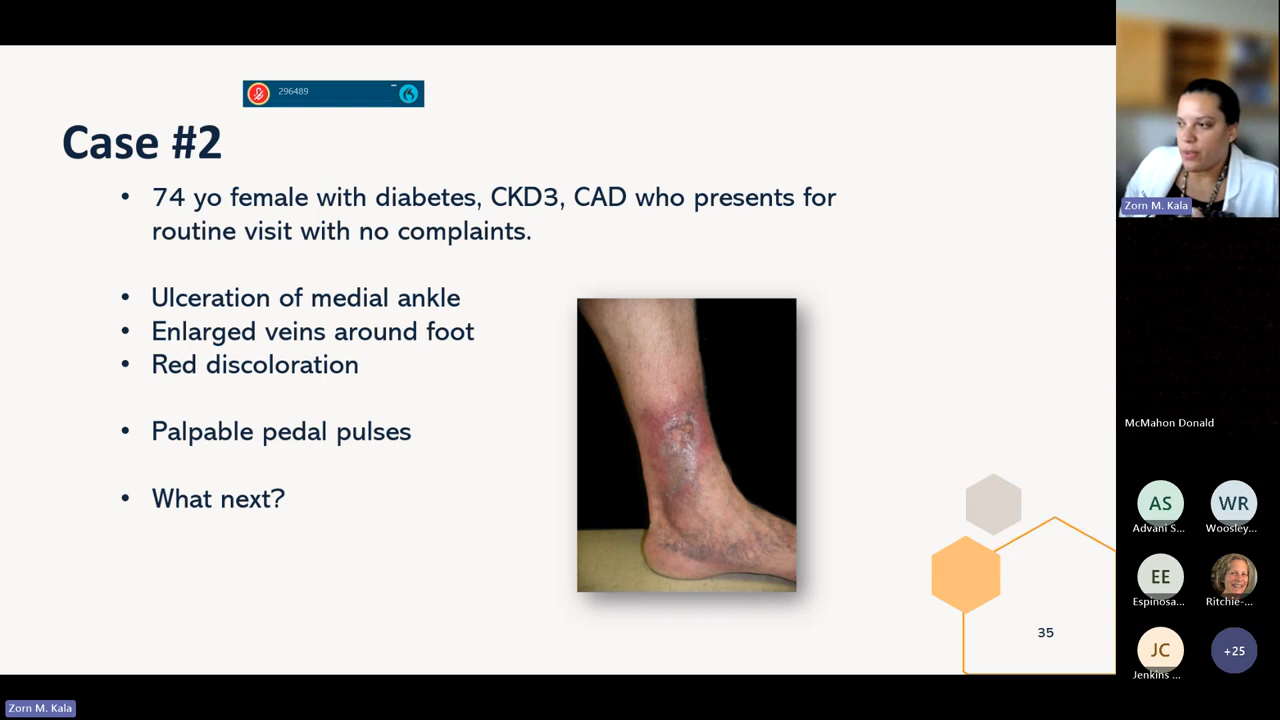 296489
Case #2
• 74 yo female with diabetes, CKD3, CAD who presents for
routine visit with no complaints.
• Ulceration of medial ankle
• Enlarged veins around foot
• Red discoloration
• Palpable pedal pulses
• What next?
35
Zorn M. Kala
McMahon Donald
AS
WR
Advani S...
Woosley...
EE
Espinosa...
Ritchie-...
JC
+25
Jenkins ...
Zorn M. Kala